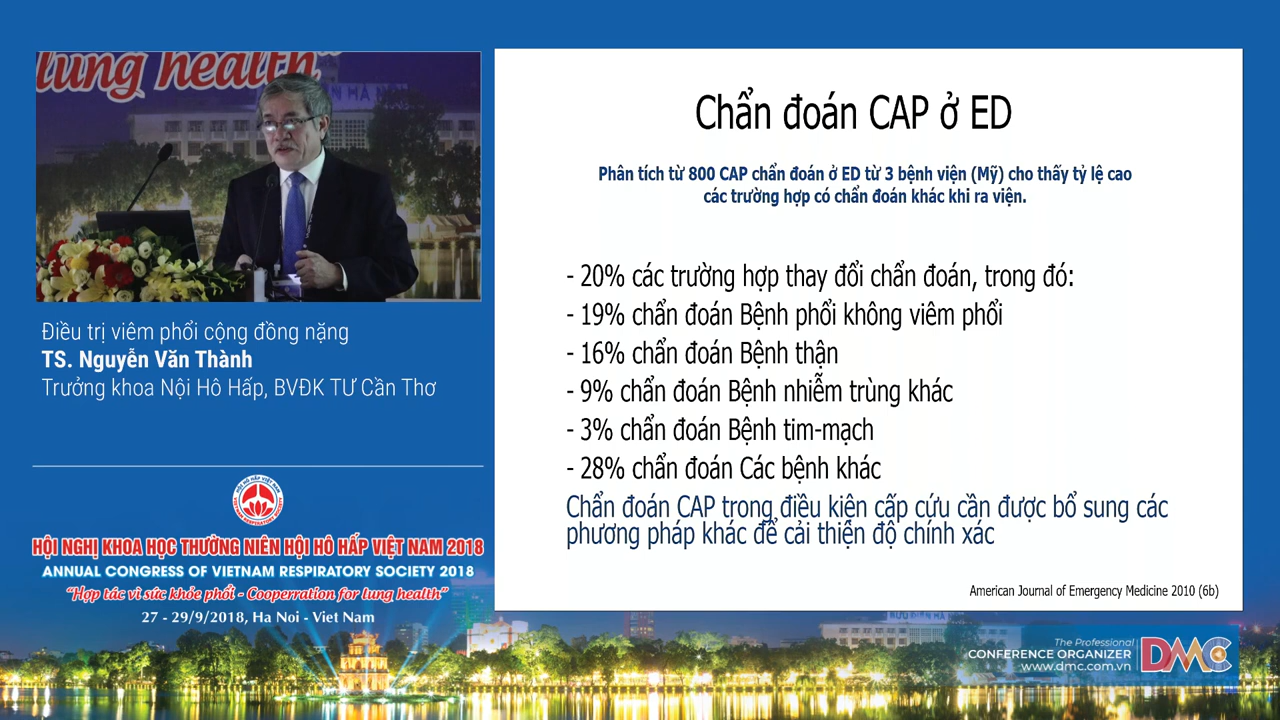 lung health"
Điều trị viêm phổi cộng đồng nặng
TS. Nguyễn Văn Thành
Trưởng khoa Nội Hô Hấp, BVĐK TƯ Cần Thơ
HỘI NGHỊ KHOA HỌC THƯỜNG NIÊN HỘI HÔ HẤP VIỆT NAM 2018
ANNUAL CONGRESS OF VIETNAM RESPIRATORY SOCIETY 2018
"Hợp tác vì sức khỏe phổi - Cooperration for lung health"
27 - 29/9/2018, Ha Noi - Viet Nam
Chẩn đoán CAP ở ED
Phân tích từ 800 CAP chẩn đoán ở ED từ 3 bệnh viện (Mỹ) cho thấy tỷ lệ cao
các trường hợp có chẩn đoán khác khi ra viện.
- 20% các trường hợp thay đổi chẩn đoán, trong đó:
- 19% chẩn đoán Bệnh phổi không viêm phổi
- 16% chẩn đoán Bệnh thận
- 9% chẩn đoán Bệnh nhiễm trùng khác
- 3% chẩn đoán Bệnh tim-mạch
- 28% chẩn đoán Các bệnh khác
Chẩn đoán CAP trong điều kiện cấp cứu cần được bổ sung các
phương pháp khác để cải thiện độ chính xác
American Journal of Emergency Medicine 2010 (6b)
The Professional
CONFERENCE ORGANIZER
www.dmc.com.vn
DMC